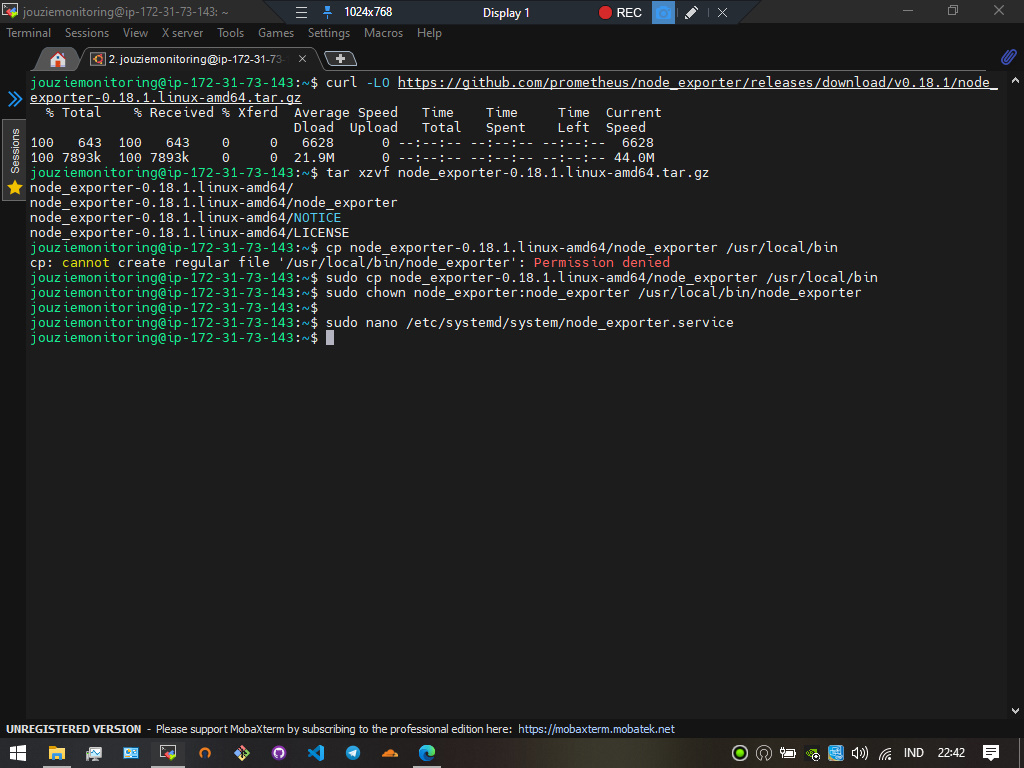 jouziemonitoring@ip-172-31-73-143: ~
1024x768
Display 1
REC
Terminal Sessions View X server Tools Games Settings Macros Help
2. jouziemonitoring@ip-172-31-73-
Sessions
jouziemonitoring@ip-172-31-73-143:~$ curl -LO https://github.com/prometheus/node_exporter/releases/download/v0.18.1/node_
exporter-0.18.1.linux-amd64.tar.gz
% Total % Received % Xferd Average Speed Time Time Time Current
Dload Upload Total Spent Left Speed
100 643 100 643 0 0 6628 0 --:--:-- --:--:-- --:--:-- 6628
100 7893k 100 7893k 0 0 21.9M 0 --:--:-- --:--:-- --:--:-- 44.0M
jouziemonitoring@ip-172-31-73-143:~$ tar xzvf node_exporter-0.18.1.linux-amd64.tar.gz
node_exporter-0.18.1.linux-amd64/
node_exporter-0.18.1.linux-amd64/node_exporter
node_exporter-0.18.1.linux-amd64/NOTICE
node_exporter-0.18.1.linux-amd64/LICENSE
jouziemonitoring@ip-172-31-73-143:~$ cp node_exporter-0.18.1.linux-amd64/node_exporter /usr/local/bin
cp: cannot create regular file '/usr/local/bin/node_exporter': Permission denied
jouziemonitoring@ip-172-31-73-143:~$ sudo cp node_exporter-0.18.1.linux-amd64/node_exporter /usr/local/bin
jouziemonitoring@ip-172-31-73-143:~$ sudo chown node_exporter:node_exporter /usr/local/bin/node_exporter
jouziemonitoring@ip-172-31-73-143:~$
jouziemonitoring@ip-172-31-73-143:~$ sudo nano /etc/systemd/system/node_exporter.service
jouziemonitoring@ip-172-31-73-143:~$
UNREGISTERED VERSION - Please support MobaXterm by subscribing to the professional edition here: https://mobaxterm.mobatek.net
IND 22:42